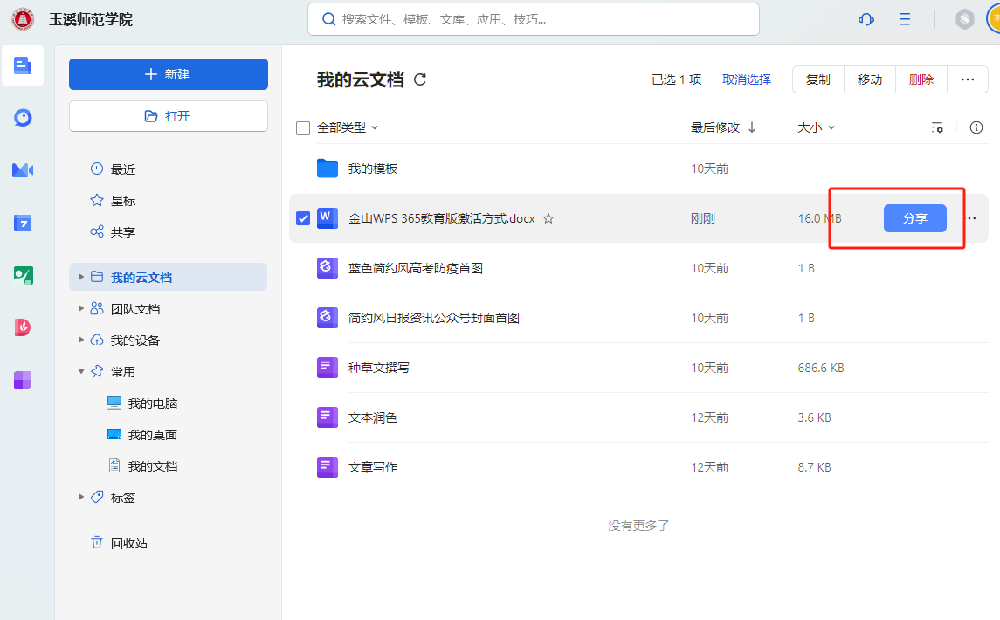 玉溪师范学院
搜索文件、模板、文库、应用、技巧...
新建
打开
最近
星标
共享
我的云文档
团队文档
我的设备
常用
我的电脑
我的桌面
我的文档
标签
回收站
我的云文档
已选 1 项 取消选择 复制 移动 删除 ...
全部类型 最后修改 大小
我的模板 10天前
金山WPS 365教育版激活方式.docx 刚刚 16.0 MB 分享
蓝色简约风高考防疫首图 10天前 1 B
简约风日报资讯公众号封面首图 10天前 1 B
种草文撰写 10天前 686.6 KB
文本润色 12天前 3.6 KB
文章写作 12天前 8.7 KB
没有更多了